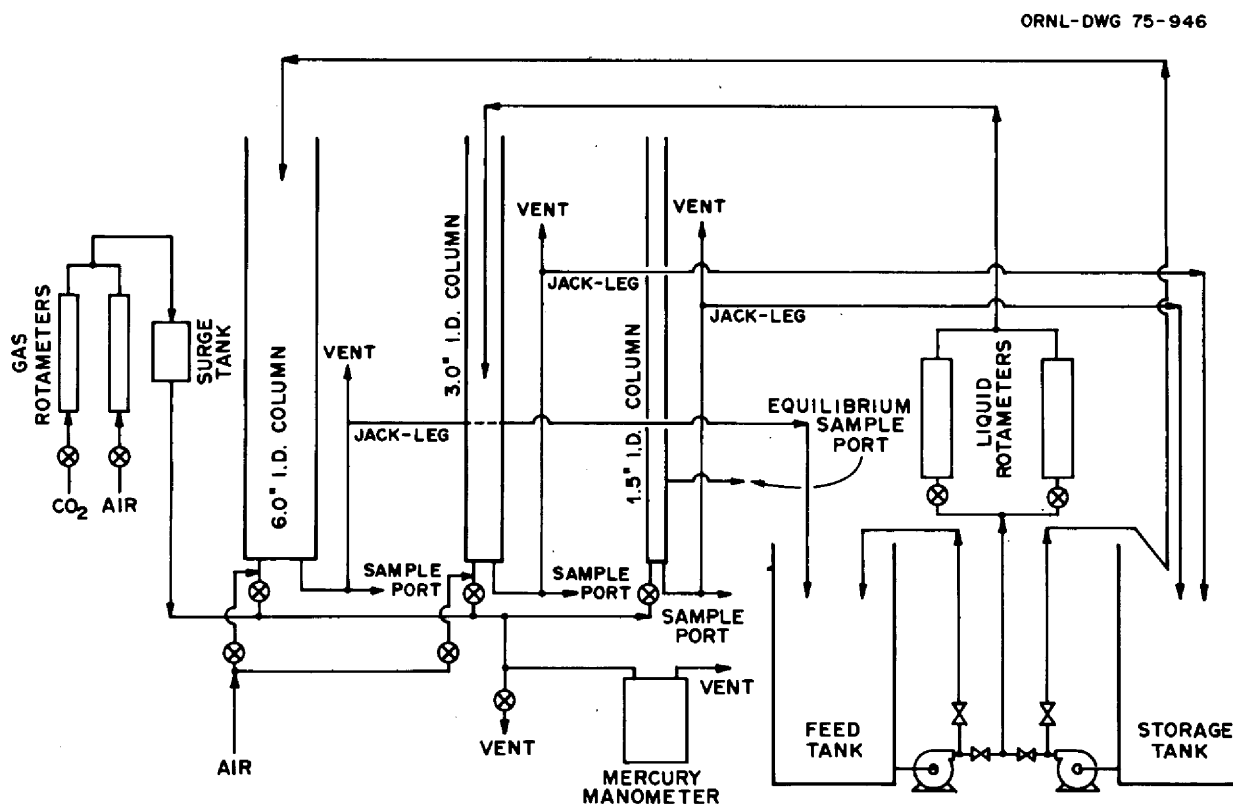 ORNL-DWG 75-946
VENT
VENT
JACK-LEG
JACK-LEG
GAS
ROTAMETERS
SURGE
TANK
6.0" I.D. COLUMN
3.0" I.D. COLUMN
1.5" I.D. COLUMN
VENT
JACK-LEG
EQUILIBRIUM
SAMPLE
PORT
LIQUID
ROTAMETERS
CO₂
AIR
SAMPLE
PORT
SAMPLE
PORT
SAMPLE
PORT
AIR
VENT
VENT
MERCURY
MANOMETER
FEED
TANK
STORAGE
TANK